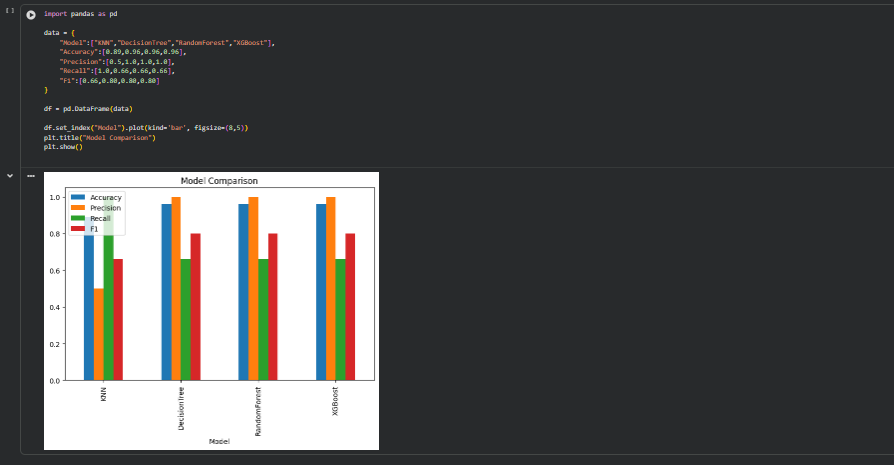 [ ]
import pandas as pd
data = {
"Model":["KNN","DecisionTree","RandomForest","XGBoost"],
"Accuracy":[0.89,0.96,0.96,0.96],
"Precision":[0.5,1.0,1.0,1.0],
"Recall":[1.0,0.66,0.66,0.66],
"F1":[0.66,0.80,0.80,0.80]
}
df = pd.DataFrame(data)
df.set_index("Model").plot(kind='bar', figsize=(8,5))
plt.title("Model Comparison")
plt.show()
Model Comparison
Accuracy
Precision
Recall
F1
1.0
0.8
0.6
0.4
0.2
0.0
KNN
DecisionTree
RandomForest
XGBoost
Model